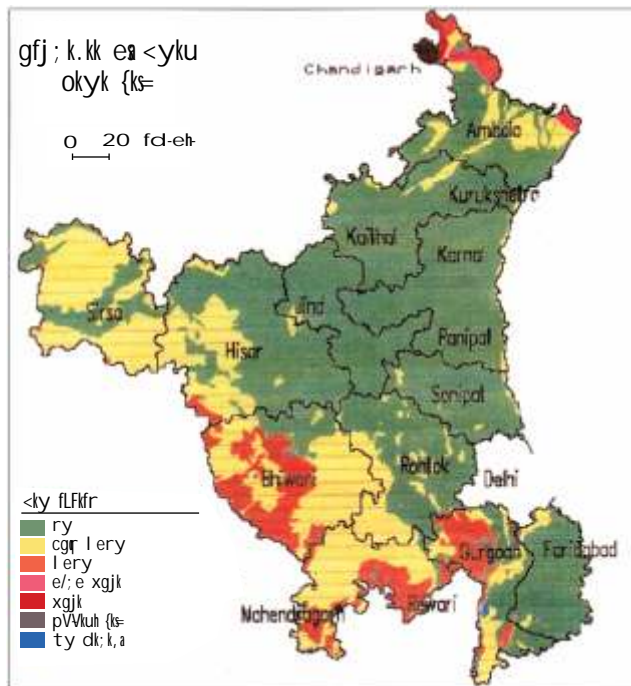 gfj ; k.kk esa <yku
okyk {ks=
0 20 fd-eh-
Chandigarh
Ambala
Kurukshetra
Kaithal
Karnal
Sirsa
Jind
Hisar
Panipat
Sonipat
Bhiwani
Rohtak
Delhi
Gurgoan
Faridabad
Mahendragarh
Rewari
<ky fLFkfr
ry
cgqr lery
lery
e/;e xgjk
xgjk
pV~Vkuh {ks=
ty dk;k,a